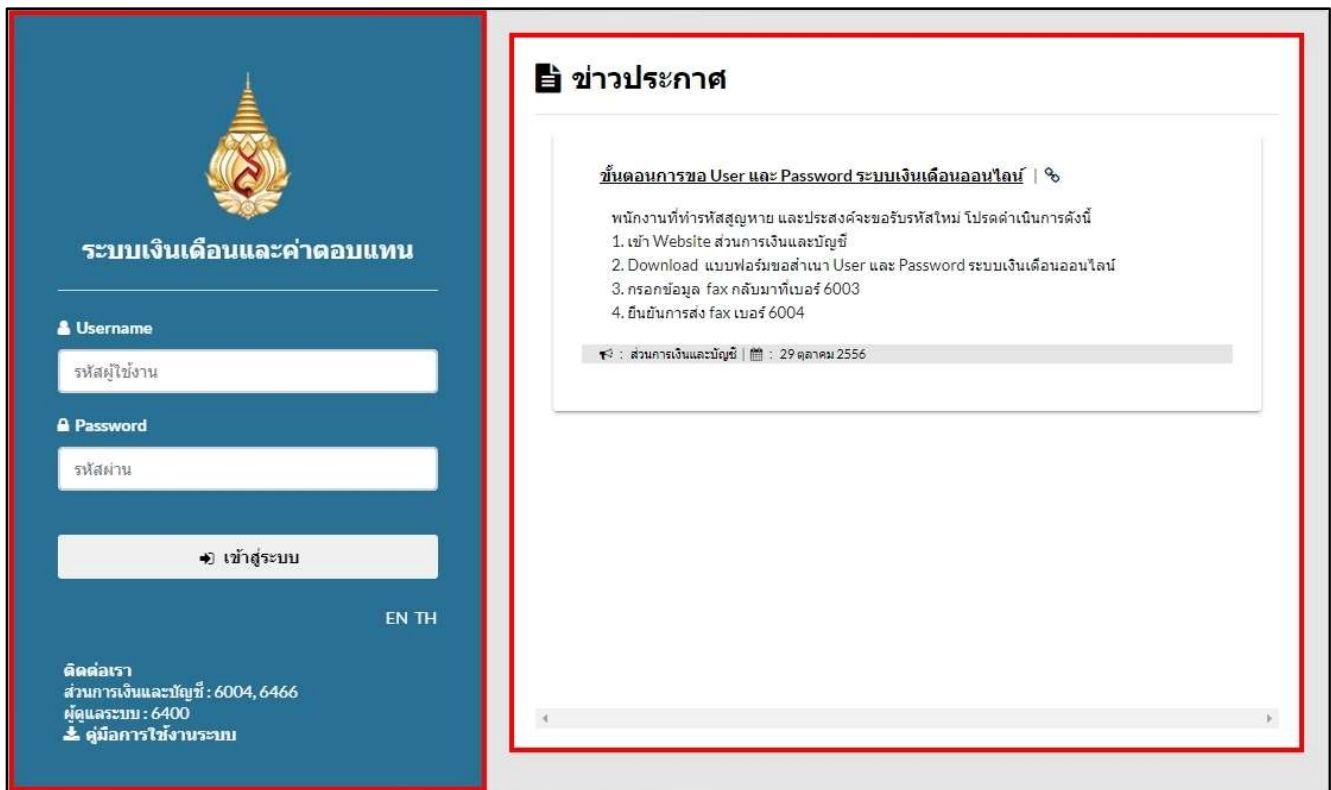 ระบบเงินเดือนและค่าตอบแทน
Username
รหัสผู้ใช้งาน
Password
รหัสผ่าน
เข้าสู่ระบบ
EN TH
ติดต่อเรา
ส่วนการเงินและบัญชี : 6004, 6466
ผู้ดูแลระบบ : 6400
คู่มือการใช้งานระบบ
ข่าวประกาศ
ขั้นตอนการขอ User และ Password ระบบเงินเดือนออนไลน์ |
พนักงานที่ทำรหัสสูญหาย และประสงค์จะขอรับรหัสใหม่ โปรดดำเนินการดังนี้
1. เข้า Website ส่วนการเงินและบัญชี
2. Download แบบฟอร์มขอสำเนา User และ Password ระบบเงินเดือนออนไลน์
3. กรอกข้อมูล fax กลับมาที่เบอร์ 6003
4. ยืนยันการส่ง fax เบอร์ 6004
: ส่วนการเงินและบัญชี | : 29 ตุลาคม 2556